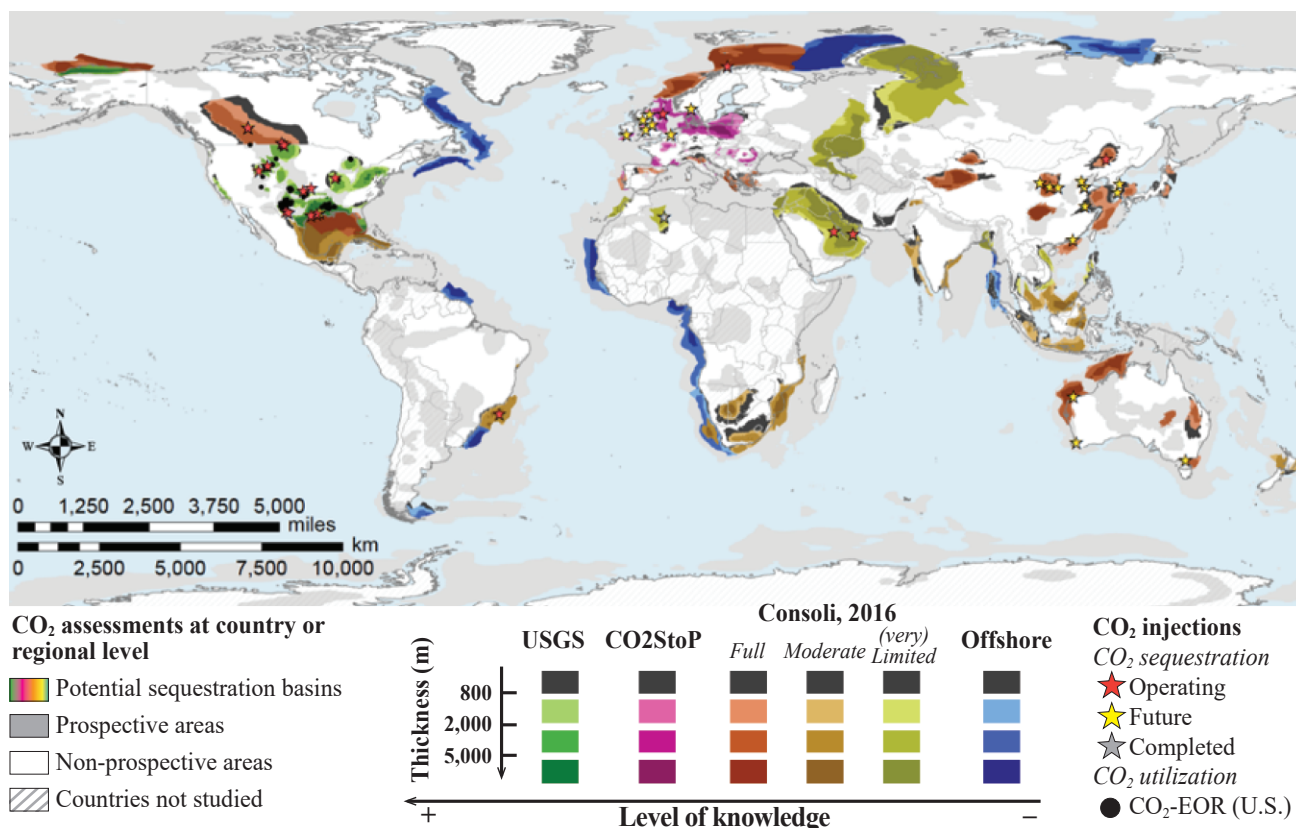 N
W E
S
0 1,250 2,500 3,750 5,000
miles
km
0 2,500 5,000 7,500 10,000
CO₂ assessments at country or
regional level
Potential sequestration basins
Prospective areas
Non-prospective areas
Countries not studied
Consoli, 2016
USGS CO2StoP Full Moderate (very) Limited Offshore
Thickness (m)
800
2,000
5,000
+ Level of knowledge −
CO₂ injections
CO₂ sequestration
Operating
Future
Completed
CO₂ utilization
CO₂-EOR (U.S.)